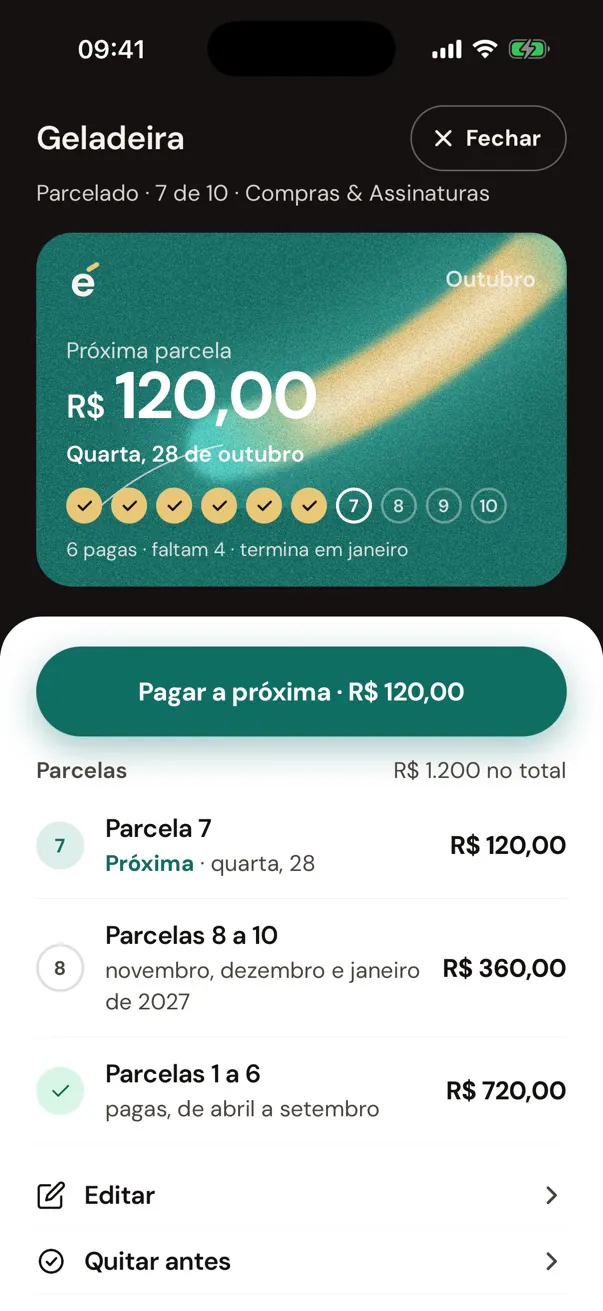 09:41
Geladeira
Fechar
Parcelado · 7 de 10 · Compras & Assinaturas
é
Outubro
Próxima parcela
R$ 120,00
Quarta, 28 de outubro
7 8 9 10
6 pagas · faltam 4 · termina em janeiro
Pagar a próxima · R$ 120,00
Parcelas
R$ 1.200 no total
7
Parcela 7
Próxima · quarta, 28
R$ 120,00
8
Parcelas 8 a 10
novembro, dezembro e janeiro
de 2027
R$ 360,00
Parcelas 1 a 6
pagas, de abril a setembro
R$ 720,00
Editar
Quitar antes